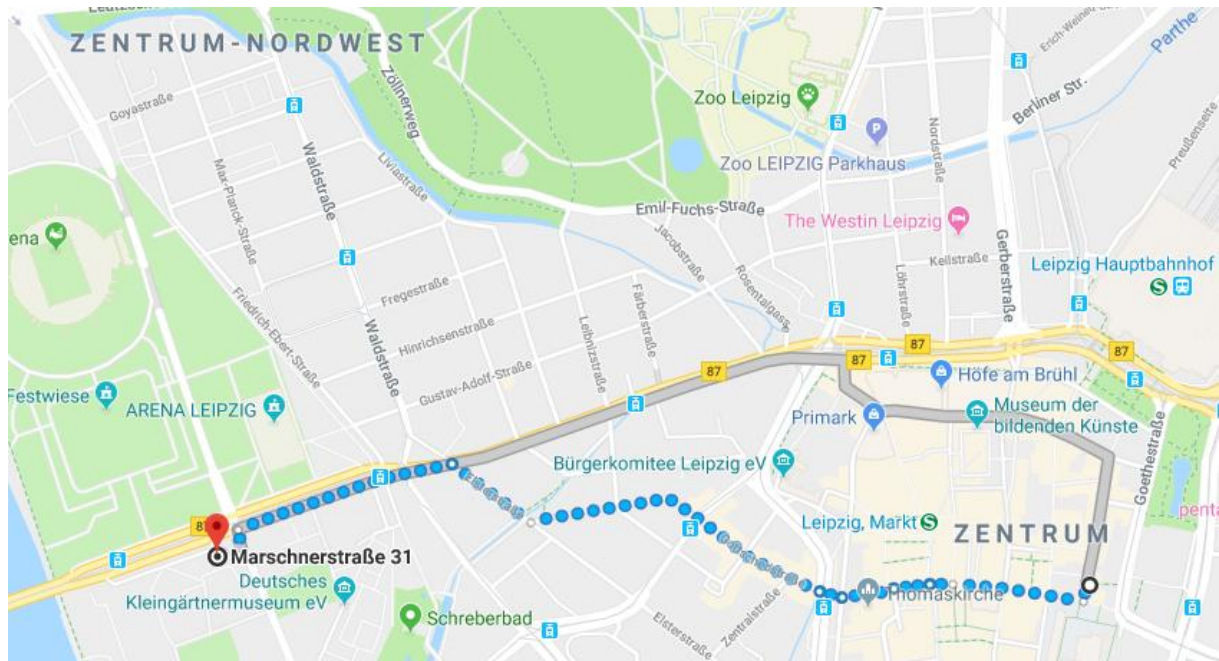 ZENTRUM-NORDWEST
Goyastraße
Zöllnerweg
Waldstraße
Liviastraße
Max-Planck-Straße
Zoo Leipzig
Zoo LEIPZIG Parkhaus
Nordstraße
Berliner Str.
Parthe
Preußenseite
Emil-Fuchs-Straße
The Westin Leipzig
Jacobstraße
Rosentalgasse
Keilstraße
Löhrstraße
Gerberstraße
Leipzig Hauptbahnhof
S
P
ena
Fregestraße
Färberstraße
Friedrich-Ebert-Straße
Hinrichsenstraße
Leibnizstraße
Waldstraße
Gustav-Adolf-Straße
87
87
87
87
Höfe am Brühl
Festwiese
ARENA LEIPZIG
Primark
Museum der
bildenden Künste
Goethestraße
Bürgerkomitee Leipzig eV
Leipzig, Markt
S
ZENTRUM
penta
Marschnerstraße 31
Deutsches
Kleingärtnermuseum eV
Schreberbad
Elsterstraße
Zentralstraße
Thomaskirche